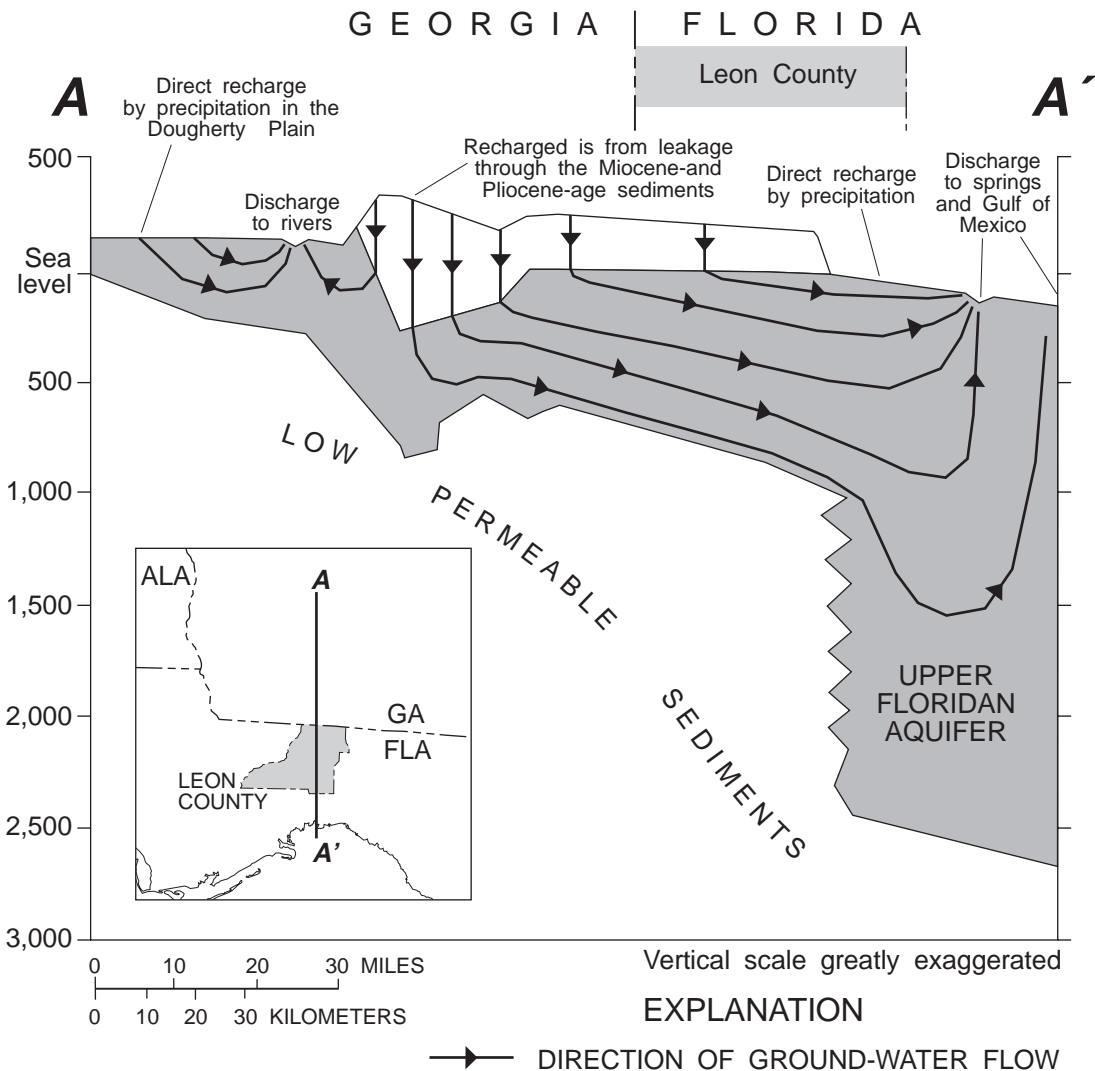 GEORGIA
FLORIDA
Leon County
A
A´
Direct recharge
by precipitation in the
Dougherty Plain
Discharge
to rivers
Recharged is from leakage
through the Miocene-and
Pliocene-age sediments
Direct recharge
by precipitation
Discharge
to springs
and Gulf of
Mexico
500
Sea
level
500
1,000
1,500
2,000
2,500
3,000
LOW
PERMEABLE
SEDIMENTS
UPPER
FLORIDAN
AQUIFER
ALA
A
GA
FLA
LEON
COUNTY
A'
0 10 20 30 MILES
0 10 20 30 KILOMETERS
Vertical scale greatly exaggerated
EXPLANATION
DIRECTION OF GROUND-WATER FLOW